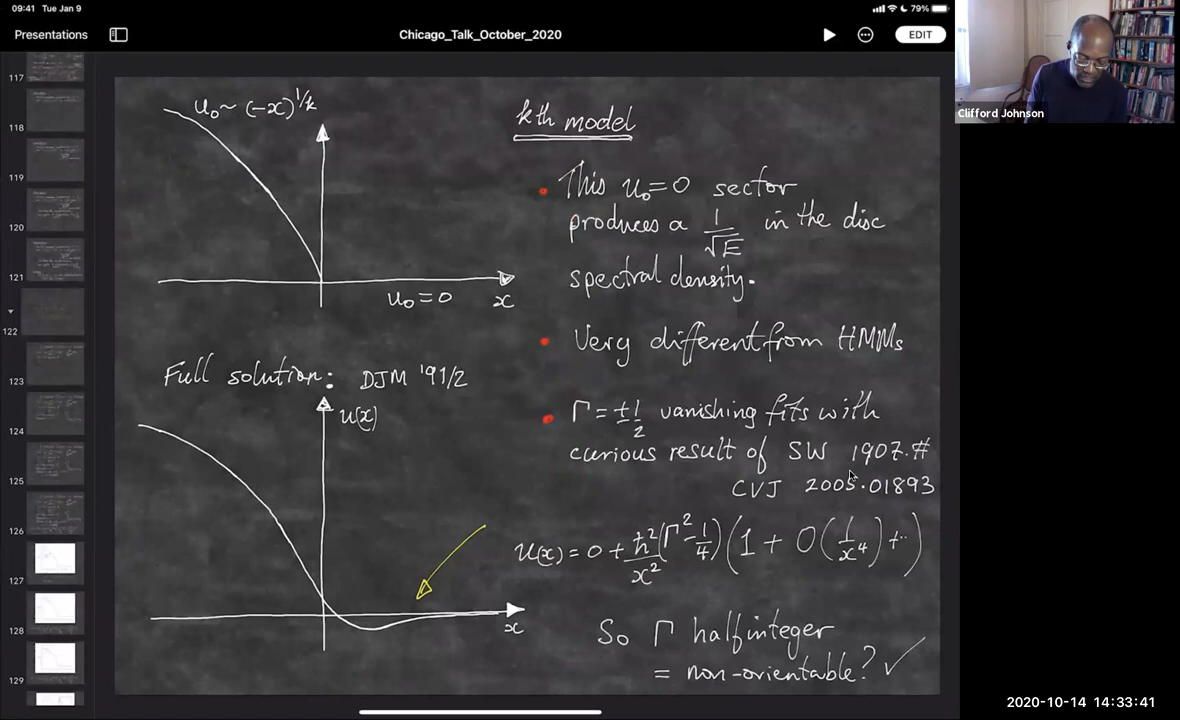 09:41 Tue Jan 9
79%
Presentations
Chicago_Talk_October_2020
EDIT
Clifford Johnson
117
118
119
120
121
122
123
124
125
126
127
128
129
u₀ ~ (-x)^1/k
u₀ = 0
x
Full solution: DJM '91/2
u(x)
x
kth model
• This u₀=0 sector
produces a 1/√E in the disc
spectral density.
• Very different from HMMs
• Γ = ±1/2 vanishing fits with
curious result of SW 1907.#
CVJ 2005.01893
u(x) = 0 + ħ²/x² (Γ² - 1/4) (1 + O(1/x⁴) + ··)
So Γ half integer
= non-orientable? ✓
2020-10-14 14:33:41